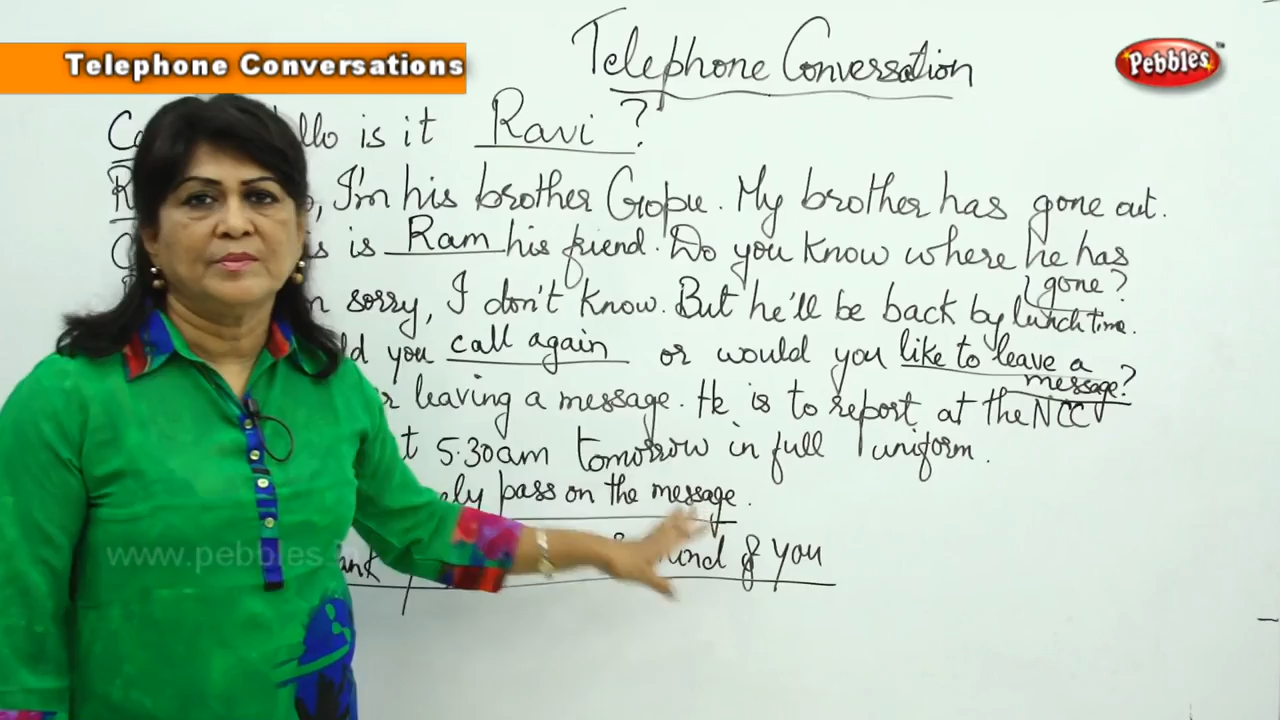 Telephone Conversations
Telephone Conversation
Pebbles
is it Ravi ?
I'm his brother Gopu. My brother has gone out.
is Ram his friend. Do you know where he has
gone?
sorry, I don't know. But he'll be back by lunch time.
you call again or would you like to leave a
message?
leaving a message. He is to report at the NCC
5.30am tomorrow in full uniform.
pass on the message.
of you
www.pebbles.